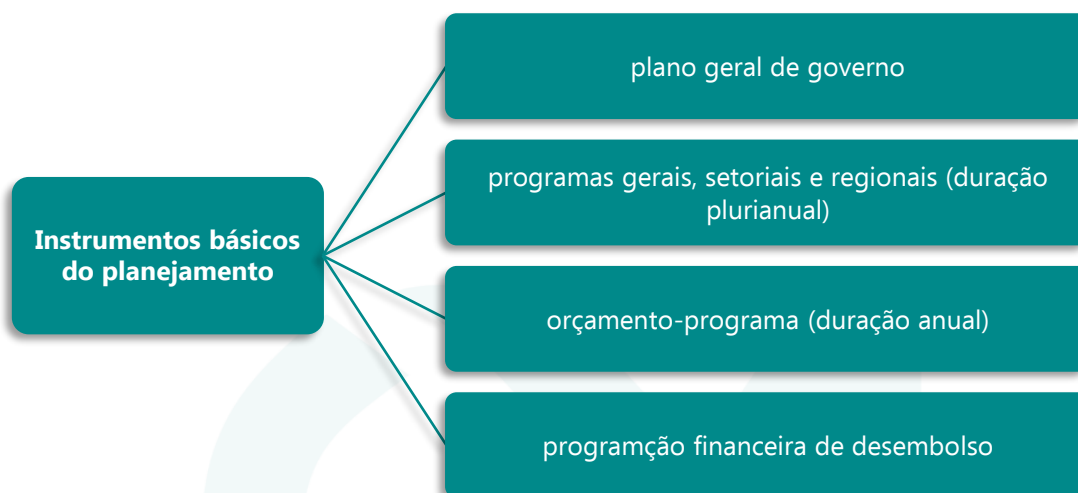 Instrumentos básicos
do planejamento
plano geral de governo
programas gerais, setoriais e regionais (duração
plurianual)
orçamento-programa (duração anual)
programção financeira de desembolso